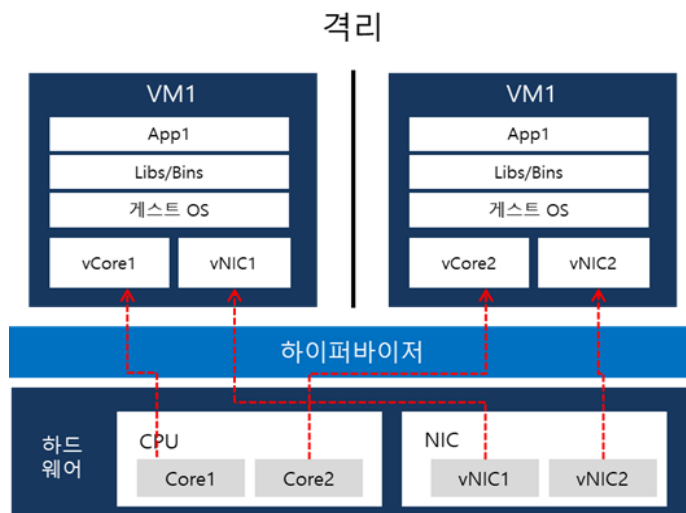 격리
VM1
App1
Libs/Bins
게스트 OS
vCore1
vNIC1
VM1
App1
Libs/Bins
게스트 OS
vCore2
vNIC2
하이퍼바이저
하드
웨어
CPU
Core1
Core2
NIC
vNIC1
vNIC2